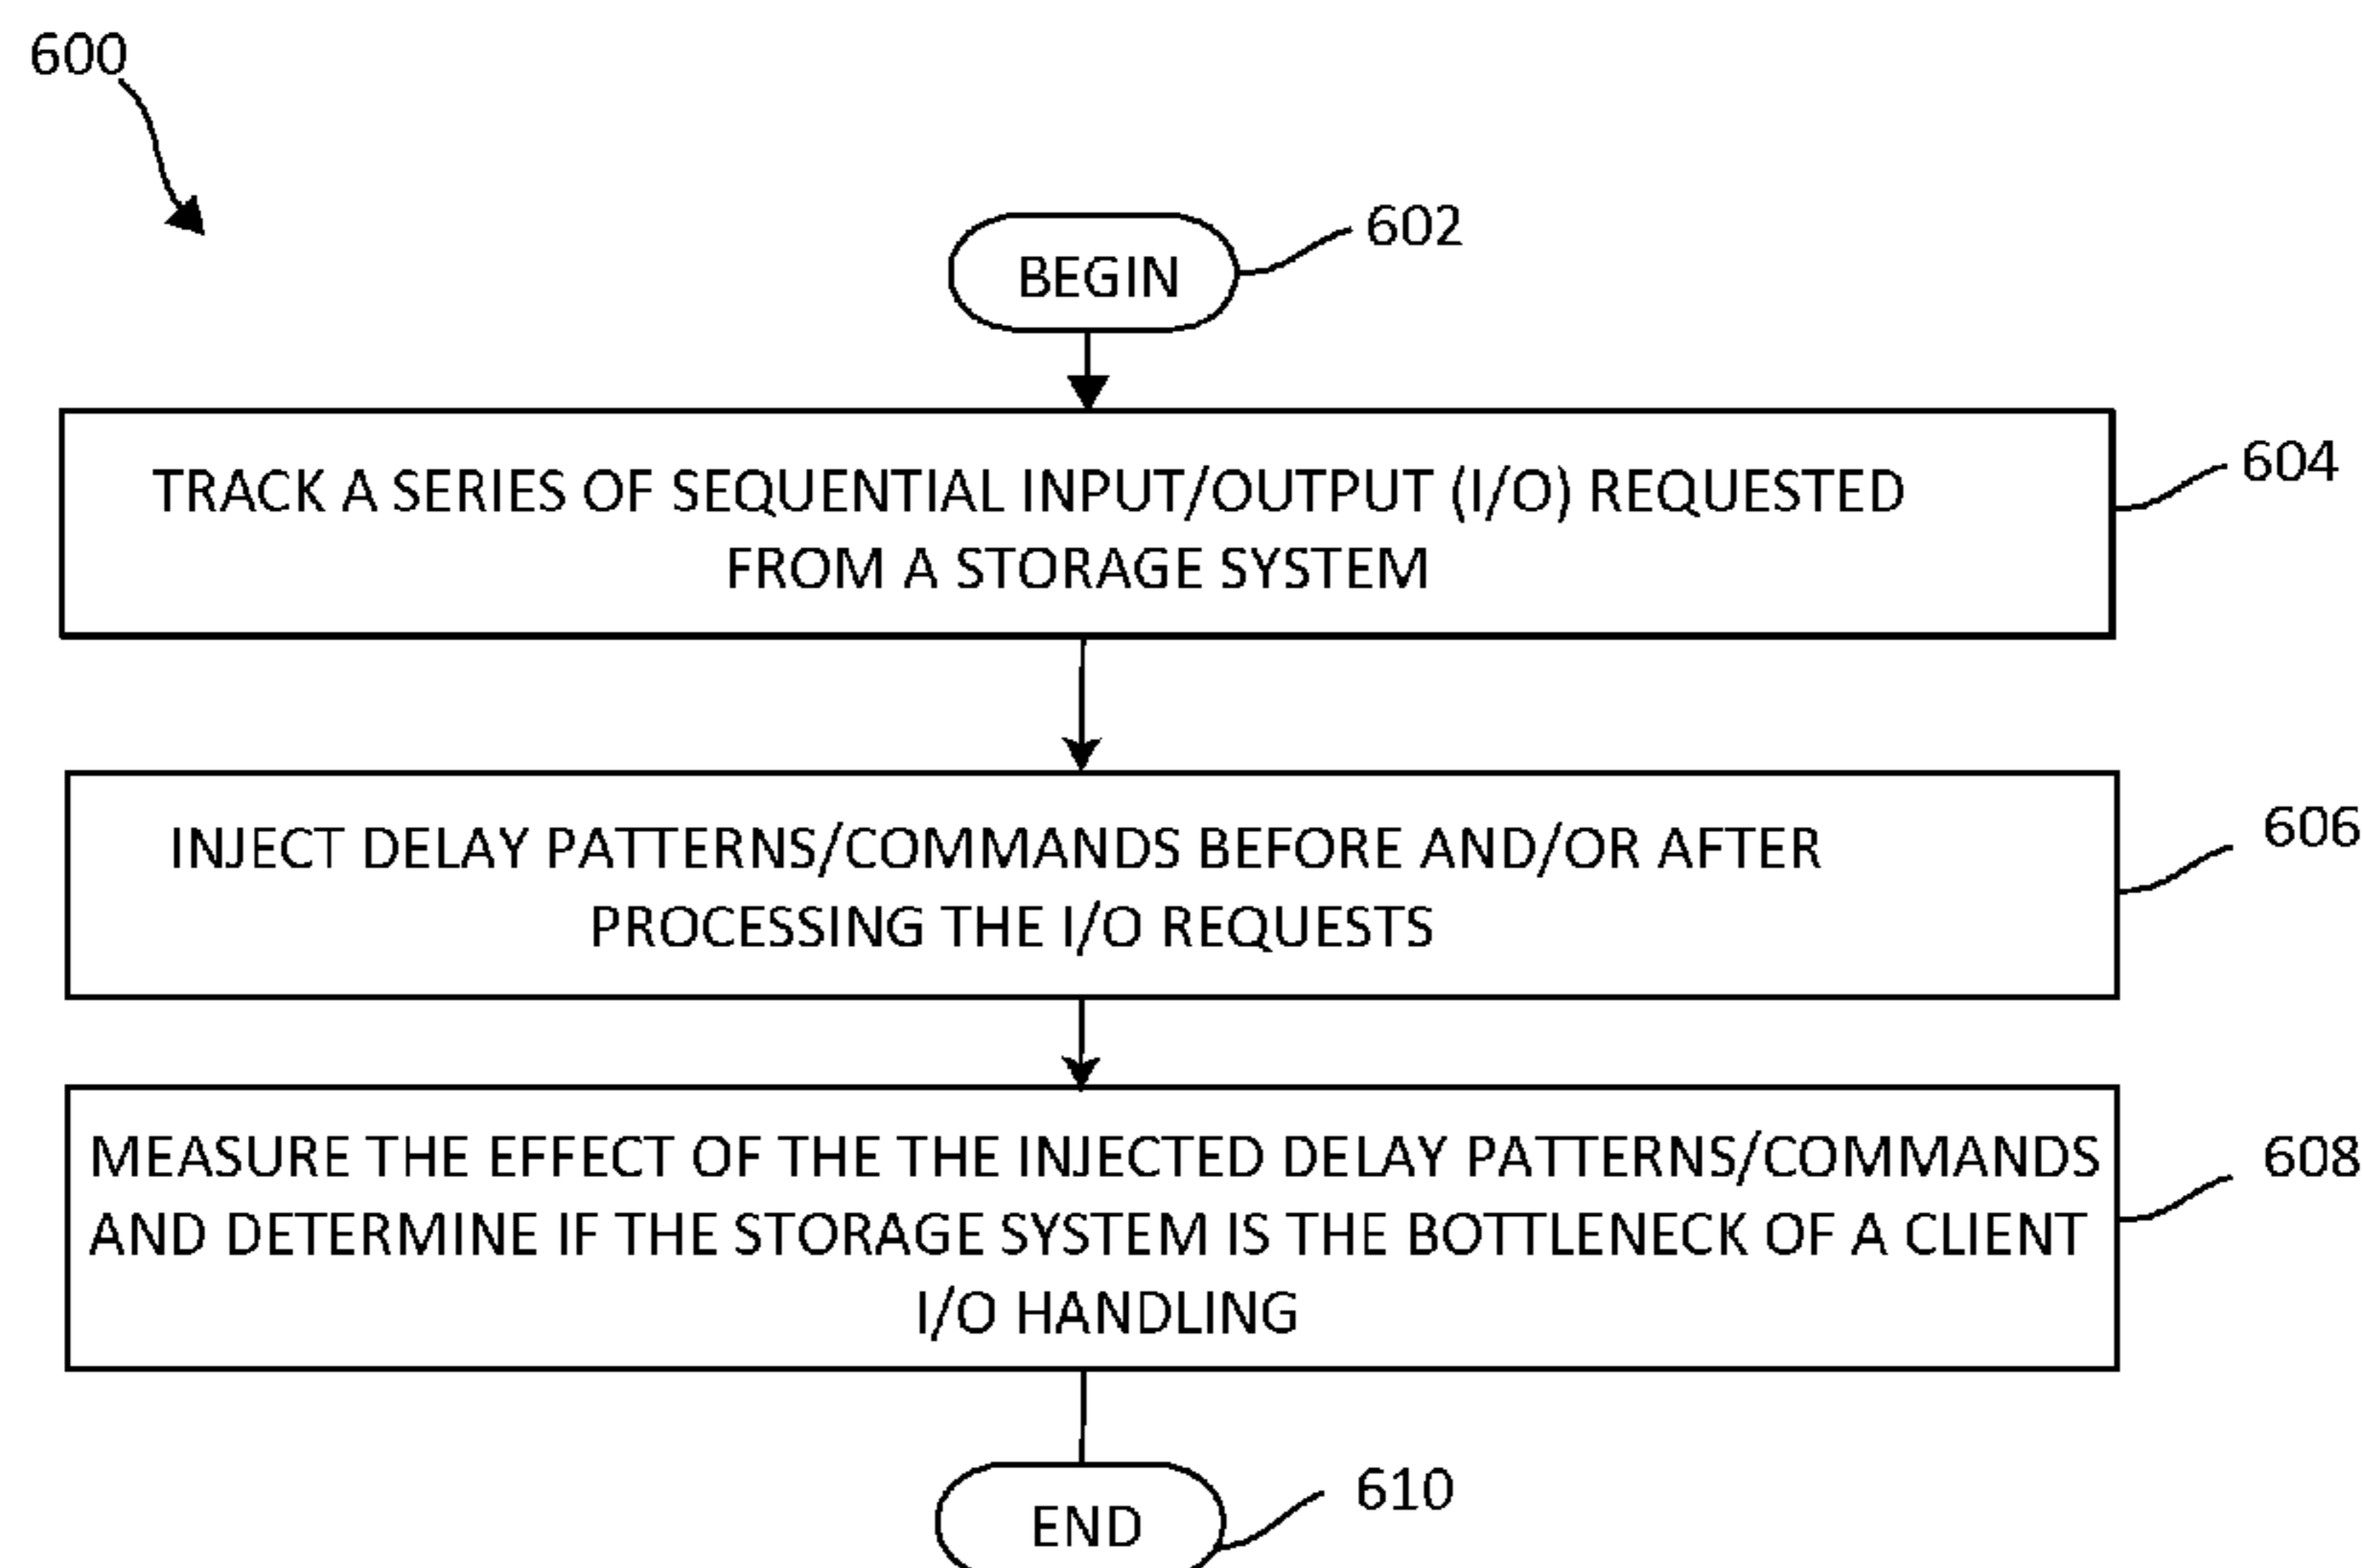 600
602
BEGIN
604
TRACK A SERIES OF SEQUENTIAL INPUT/OUTPUT (I/O) REQUESTED
FROM A STORAGE SYSTEM
606
INJECT DELAY PATTERNS/COMMANDS BEFORE AND/OR AFTER
PROCESSING THE I/O REQUESTS
608
MEASURE THE EFFECT OF THE THE INJECTED DELAY PATTERNS/COMMANDS
AND DETERMINE IF THE STORAGE SYSTEM IS THE BOTTLENECK OF A CLIENT
I/O HANDLING
610
END